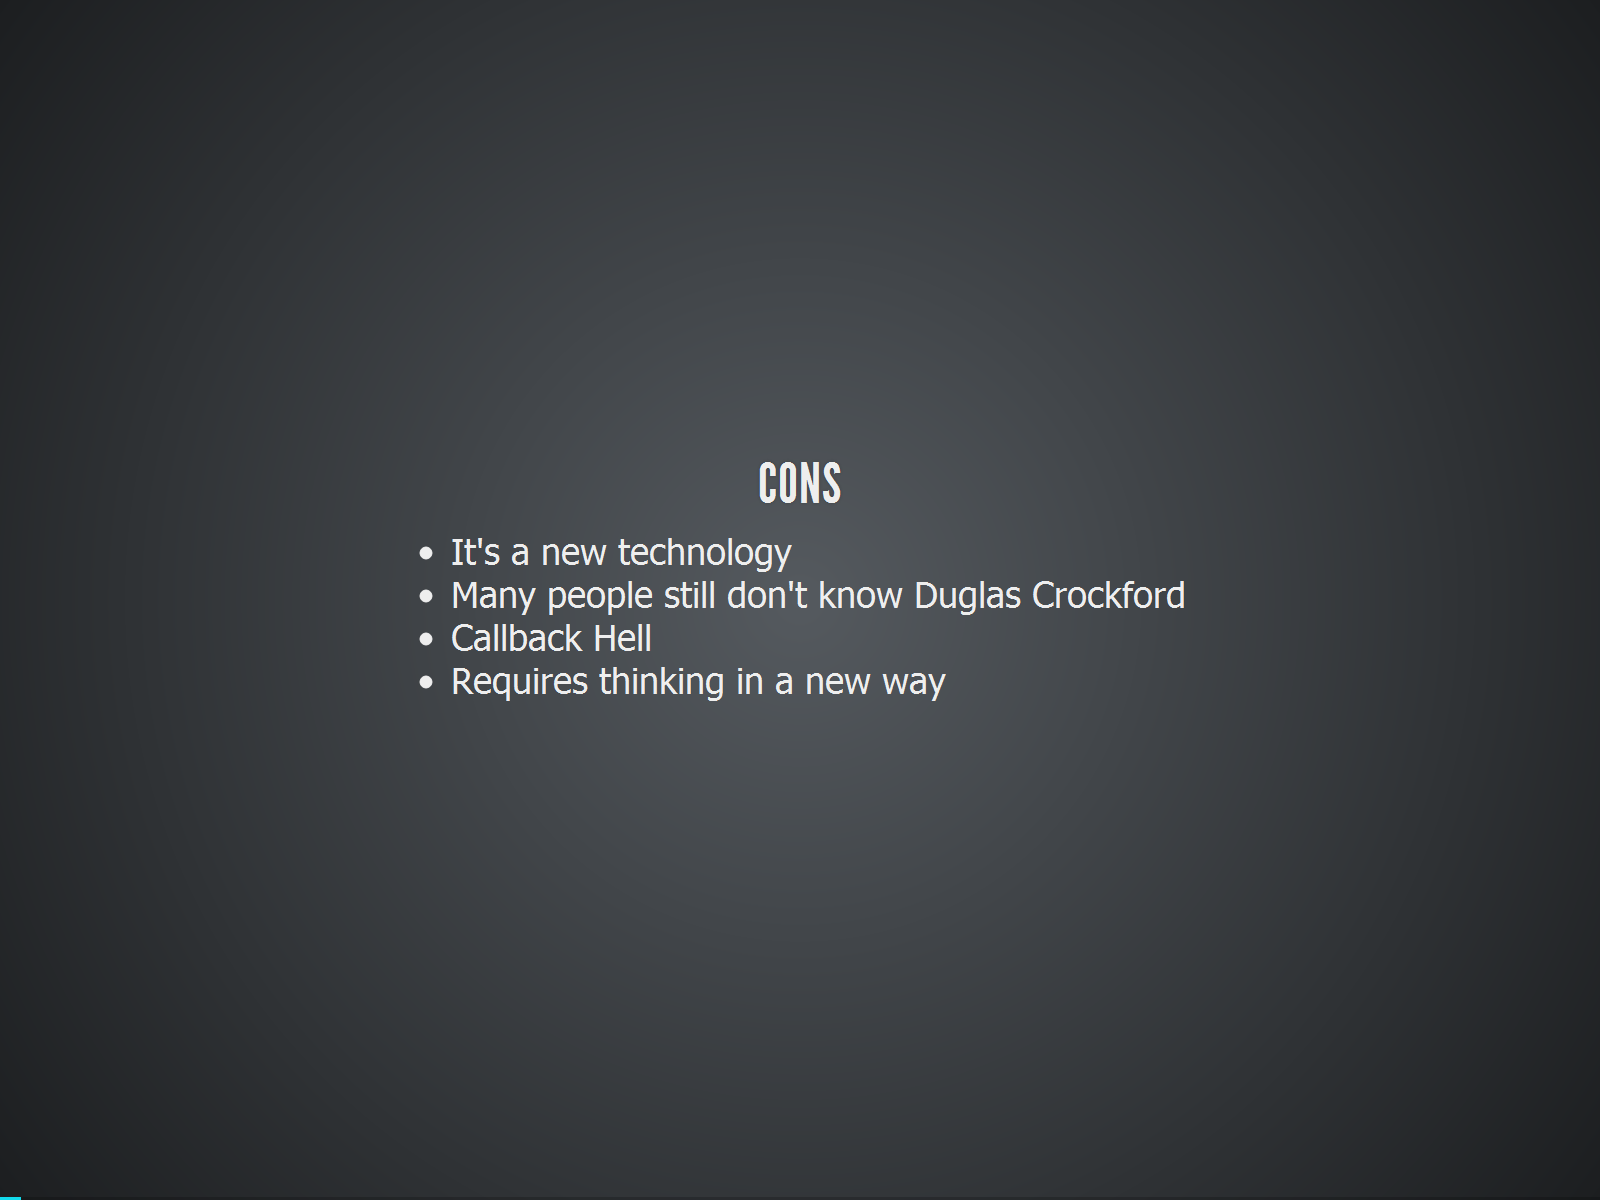 CONS
• It's a new technology
• Many people still don't know Duglas Crockford
• Callback Hell
• Requires thinking in a new way